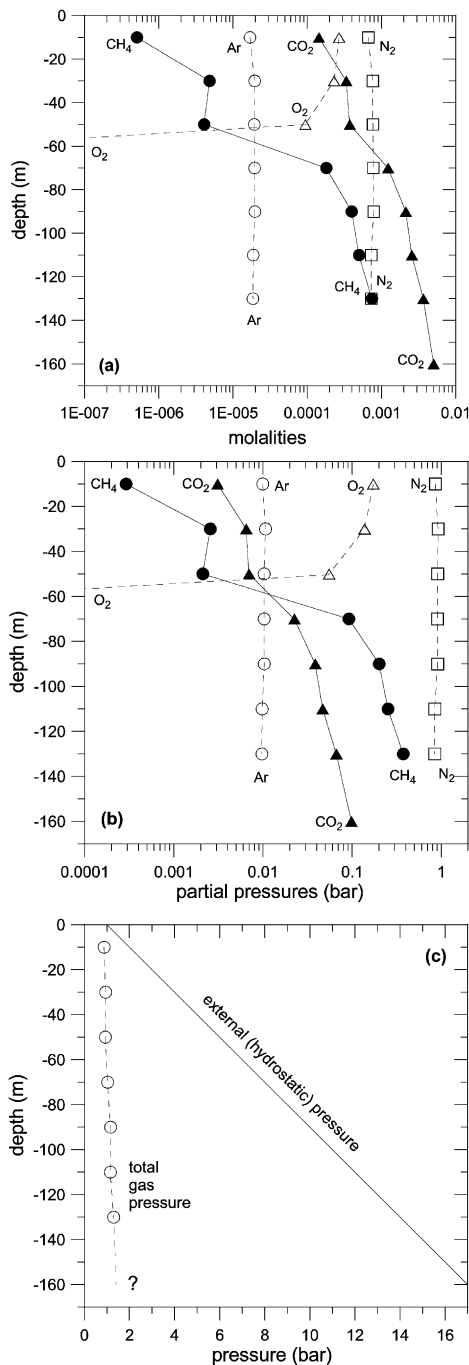 0
CH4
Ar
CO2
N2
-20
-40
O2
O2
-60
-80
-100
-120
CH4
N2
Ar
-140
(a)
CO2
-160
depth (m)
1E-007 1E-006 1E-005 0.0001 0.001 0.01
molalities
0
CH4 CO2 Ar O2 N2
-20
-40
O2
-60
-80
-100
-120
Ar CH4 N2
-140
(b)
CO2
-160
depth (m)
0.0001 0.001 0.01 0.1 1
partial pressures (bar)
0
(c)
-20
-40
-60
external (hydrostatic) pressure
-80
-100
total
gas
pressure
-120
-140
?
-160
depth (m)
0 2 4 6 8 10 12 14 16
pressure (bar)